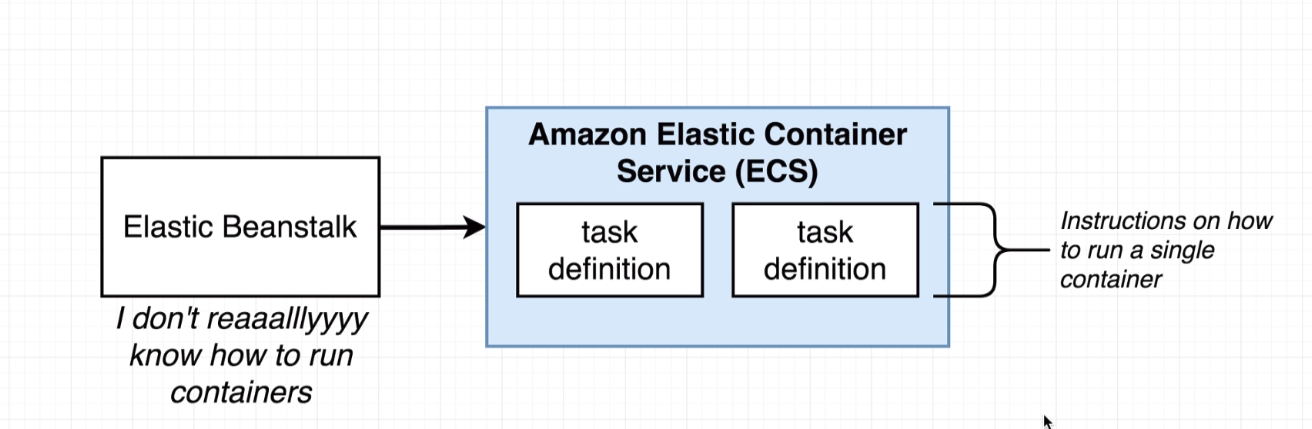 Amazon Elastic Container
Service (ECS)
Elastic Beanstalk
task
definition
task
definition
Instructions on how
to run a single
container
I don't reaaalllyyyy
know how to run
containers